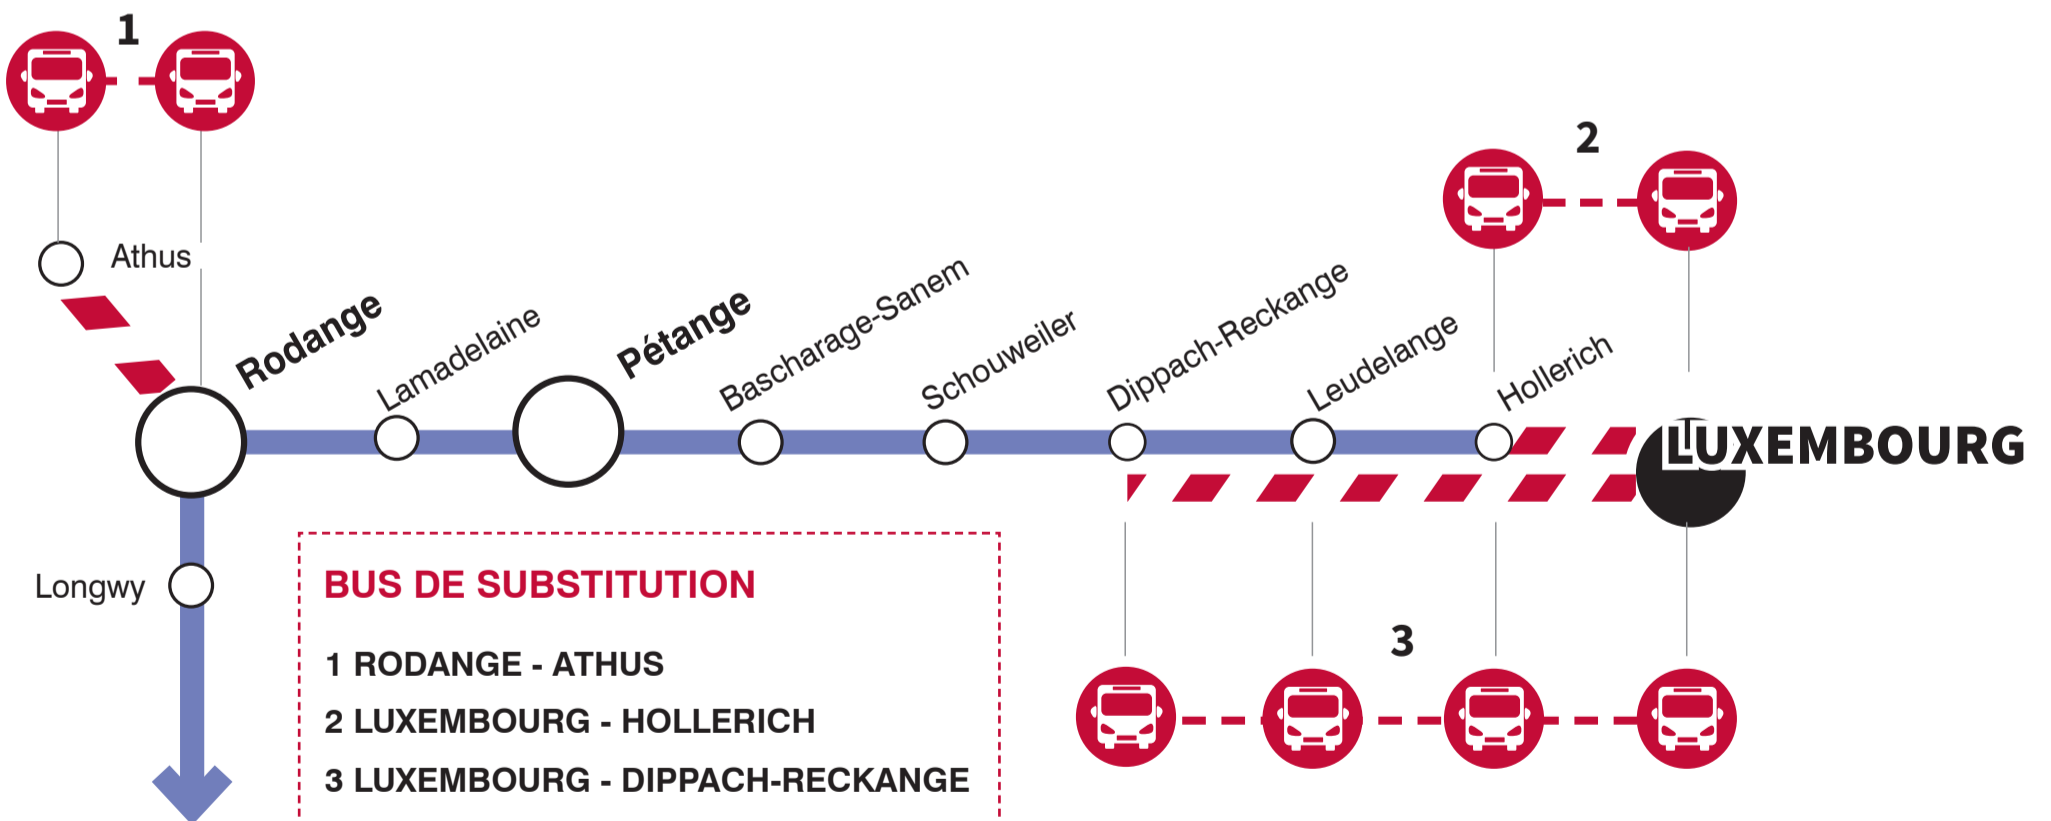 1
2
Athus
Rodange
Lamadelaine
Pétange
Bascharage-Sanem
Schouweiler
Dippach-Reckange
Leudelange
Hollerich
LUXEMBOURG
Longwy
BUS DE SUBSTITUTION
1 RODANGE - ATHUS
2 LUXEMBOURG - HOLLERICH
3 LUXEMBOURG - DIPPACH-RECKANGE
3